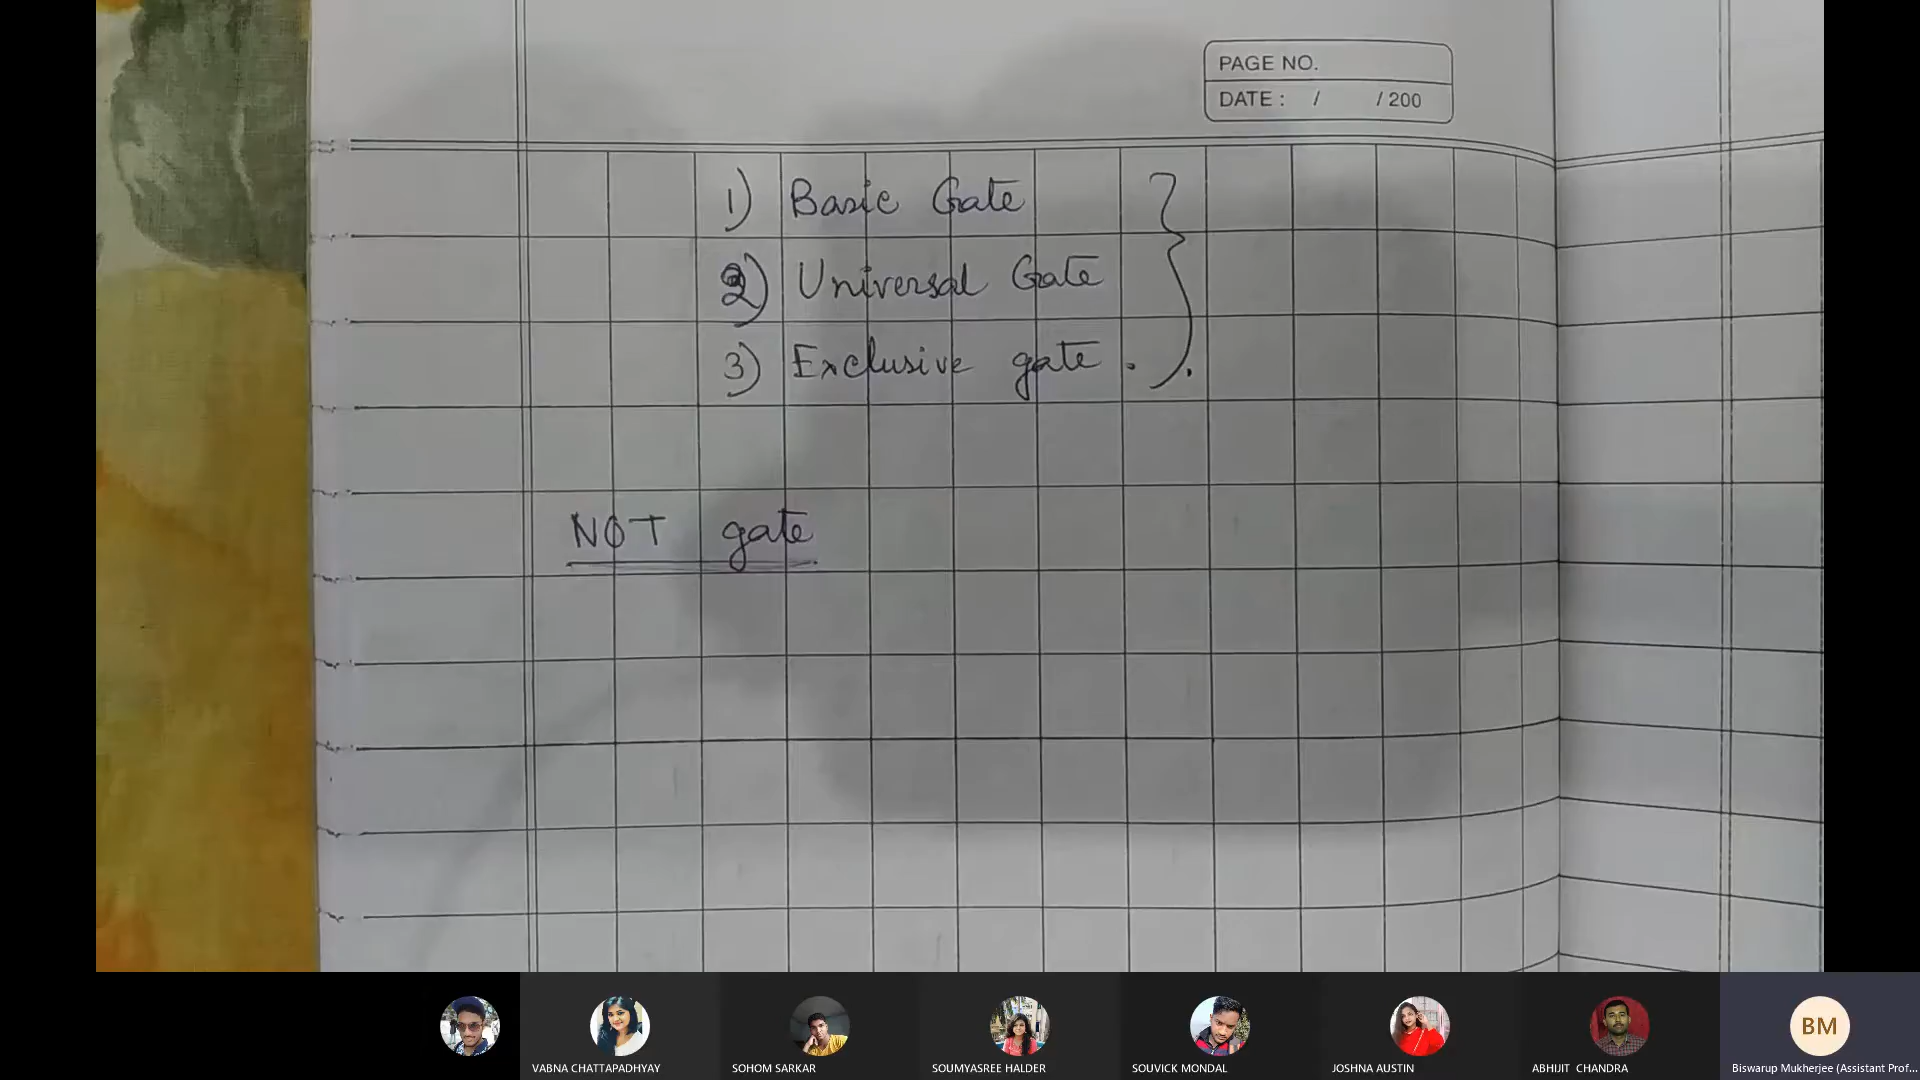 PAGE NO.
DATE : / / 200
1) Basic Gate
2) Universal Gate
3) Exclusive gate .
NOT gate
VABNA CHATTAPADHYAY
SOHOM SARKAR
SOUMYASREE HALDER
SOUVICK MONDAL
JOSHNA AUSTIN
ABHIJIT CHANDRA
BM
Biswarup Mukherjee (Assistant Prof...